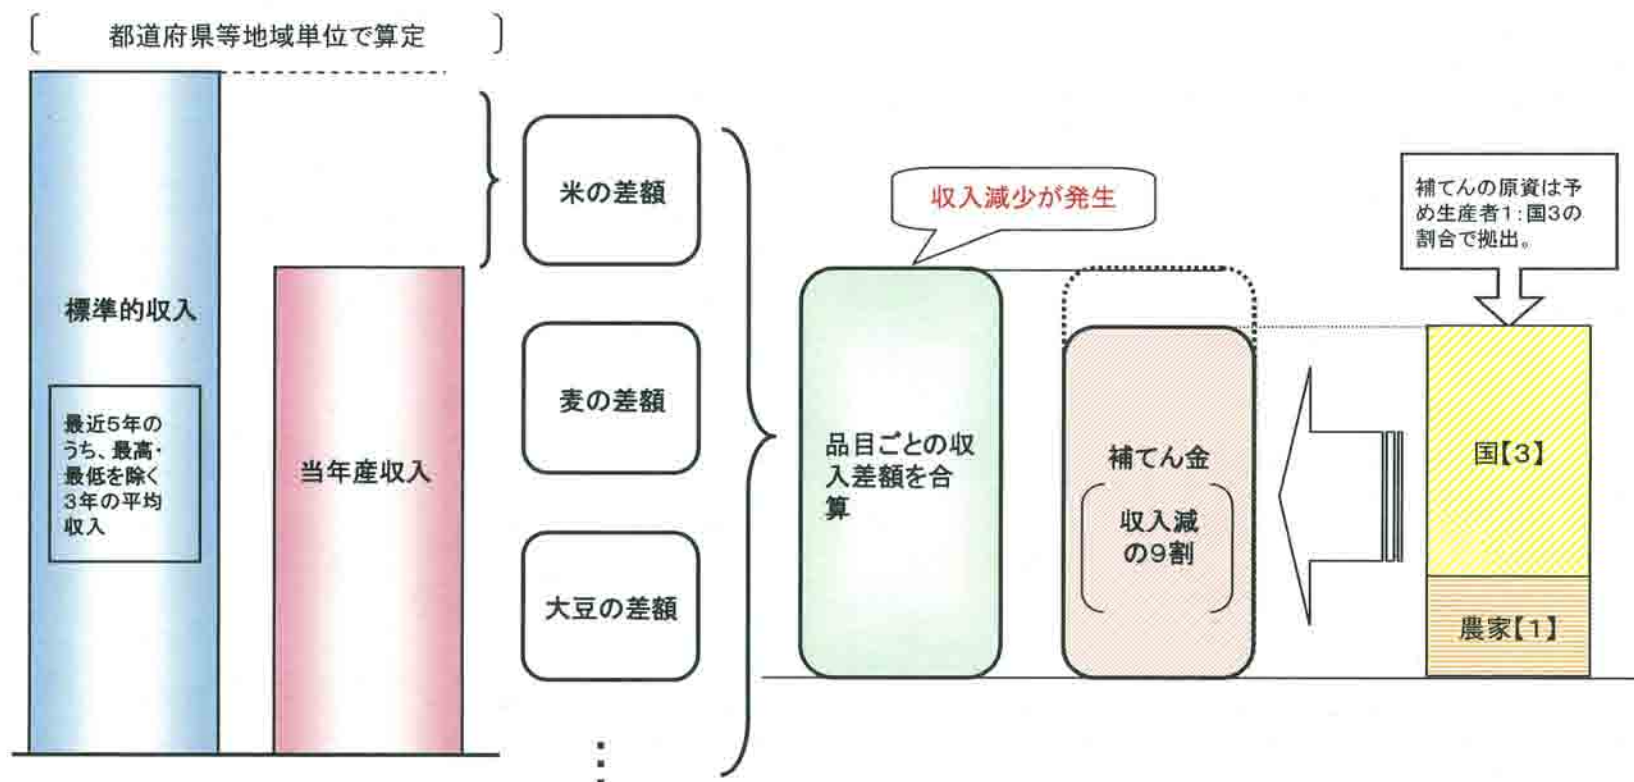 都道府県等地域単位で算定
標準的収入
最近5年の
うち、最高・
最低を除く
3年の平均
収入
当年産収入
米の差額
麦の差額
大豆の差額
収入減少が発生
品目ごとの収
入差額を合
算
補てん金
収入減
の9割
補てんの原資は予
め生産者1:国3の
割合で拠出。
国【3】
農家【1】